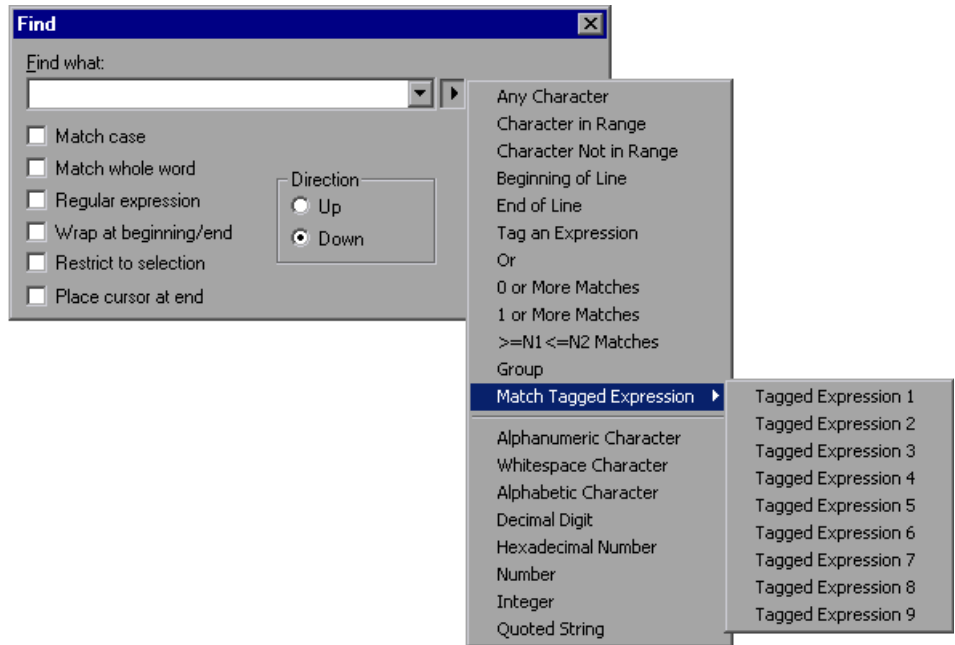 Find
Find what:
Match case
Match whole word
Regular expression
Wrap at beginning/end
Restrict to selection
Place cursor at end
Direction
Up
Down
Any Character
Character in Range
Character Not in Range
Beginning of Line
End of Line
Tag an Expression
Or
0 or More Matches
1 or More Matches
>=N1<=N2 Matches
Group
Match Tagged Expression
Alphanumeric Character
Whitespace Character
Alphabetic Character
Decimal Digit
Hexadecimal Number
Number
Integer
Quoted String
Tagged Expression 1
Tagged Expression 2
Tagged Expression 3
Tagged Expression 4
Tagged Expression 5
Tagged Expression 6
Tagged Expression 7
Tagged Expression 8
Tagged Expression 9